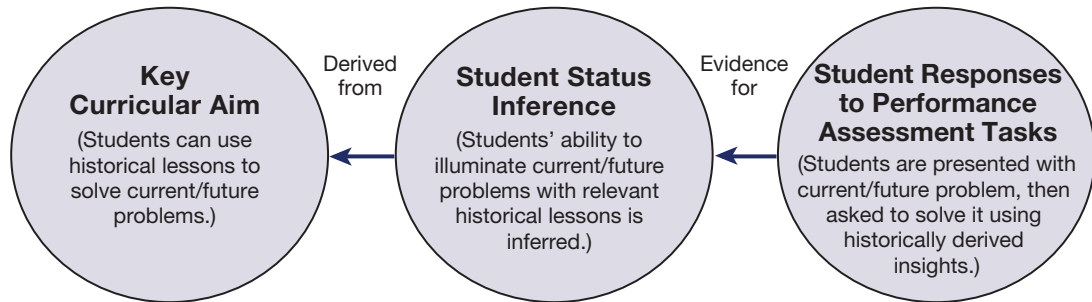 Key
Curricular Aim
(Students can use
historical lessons to
solve current/future
problems.)
Derived
from
Student Status
Inference
(Students’ ability to
illuminate current/future
problems with relevant
historical lessons is
inferred.)
Evidence
for
Student Responses
to Performance
Assessment Tasks
(Students are presented with
current/future problem, then
asked to solve it using
historically derived
insights.)